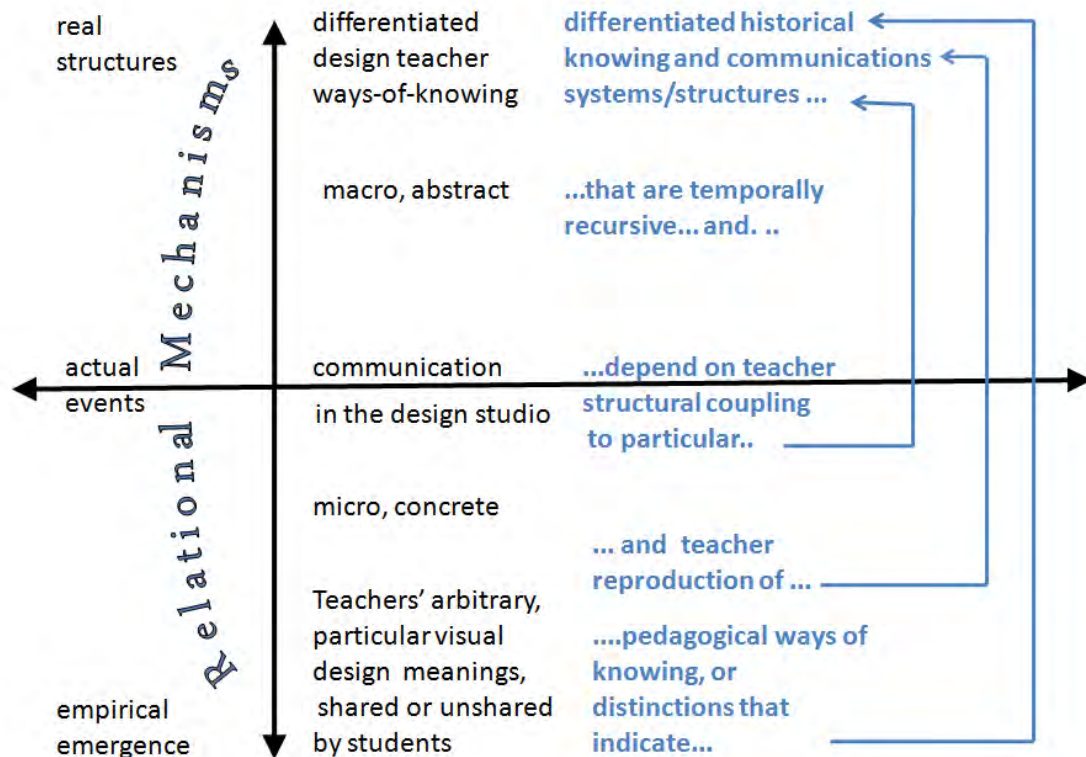 real
structures
Relational Mechanisms
actual
events
empirical
emergence
differentiated
design teacher
ways-of-knowing
macro, abstract
communication
in the design studio
micro, concrete
Teachers’ arbitrary,
particular visual
design meanings,
shared or unshared
by students
differentiated historical
knowing and communications
systems/structures ...
...that are temporally
recursive... and. ..
...depend on teacher
structural coupling
to particular..
... and teacher
reproduction of ...
....pedagogical ways of
knowing, or
distinctions that
indicate...